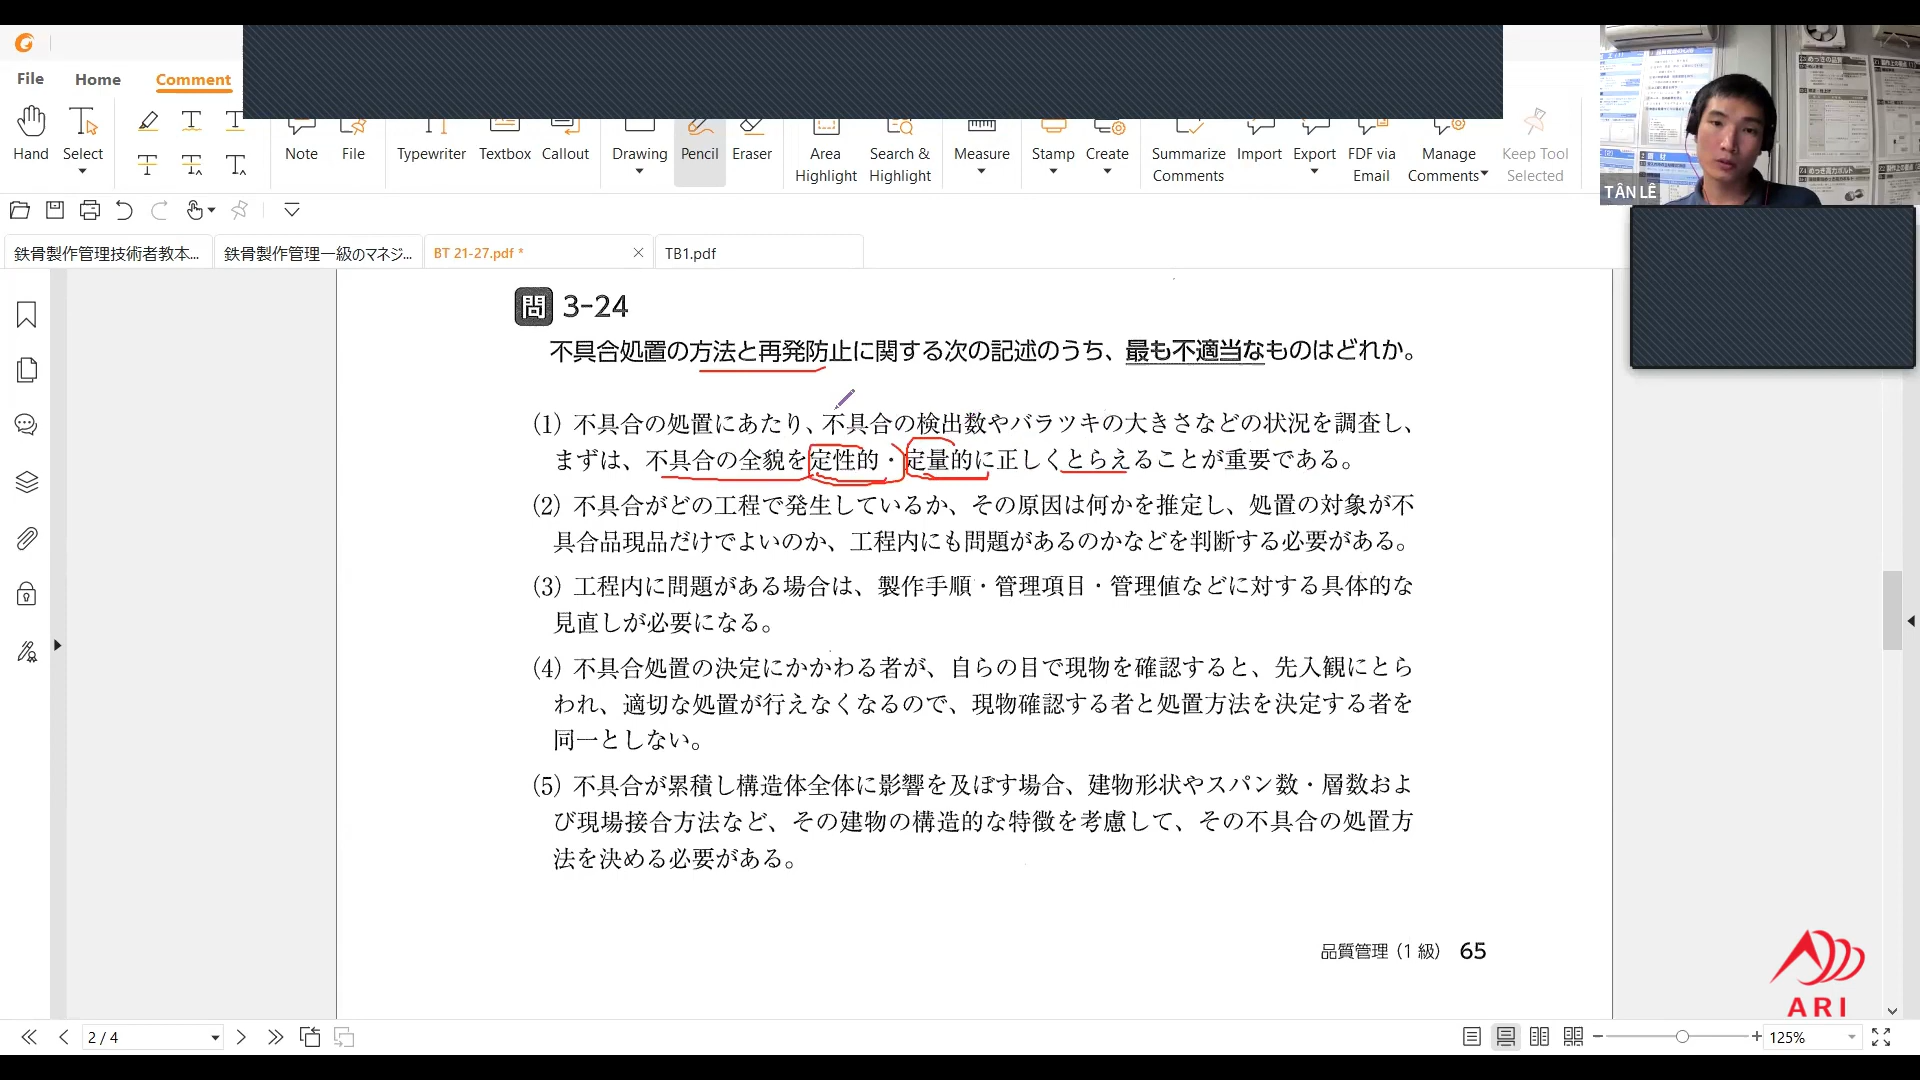 File Home Comment
Hand Select Note File Typewriter Textbox Callout Drawing Pencil Eraser Area Highlight Search & Highlight Measure Stamp Create Summarize Comments Import Export FDF via Email Manage Comments Keep Tool Selected
TÂN LÊ
鉄骨製作管理技術者教本... 鉄骨製作管理一級のマネジ... BT 21-27.pdf * TB1.pdf
問 3-24
不具合処置の方法と再発防止に関する次の記述のうち、最も不適当なものはどれか。
(1) 不具合の処置にあたり、不具合の検出数やバラツキの大きさなどの状況を調査し、
まずは、不具合の全貌を定性的・定量的に正しくとらえることが重要である。
(2) 不具合がどの工程で発生しているか、その原因は何かを推定し、処置の対象が不
具合品現品だけでよいのか、工程内にも問題があるのかなどを判断する必要がある。
(3) 工程内に問題がある場合は、製作手順・管理項目・管理値などに対する具体的な
見直しが必要になる。
(4) 不具合処置の決定にかかわる者が、自らの目で現物を確認すると、先入観にとら
われ、適切な処置が行えなくなるので、現物確認する者と処置方法を決定する者を
同一としない。
(5) 不具合が累積し構造体全体に影響を及ぼす場合、建物形状やスパン数・層数およ
び現場接合方法など、その建物の構造的な特徴を考慮して、その不具合の処置方
法を決める必要がある。
品質管理（1 級） 65
ARI
2 / 4 125%